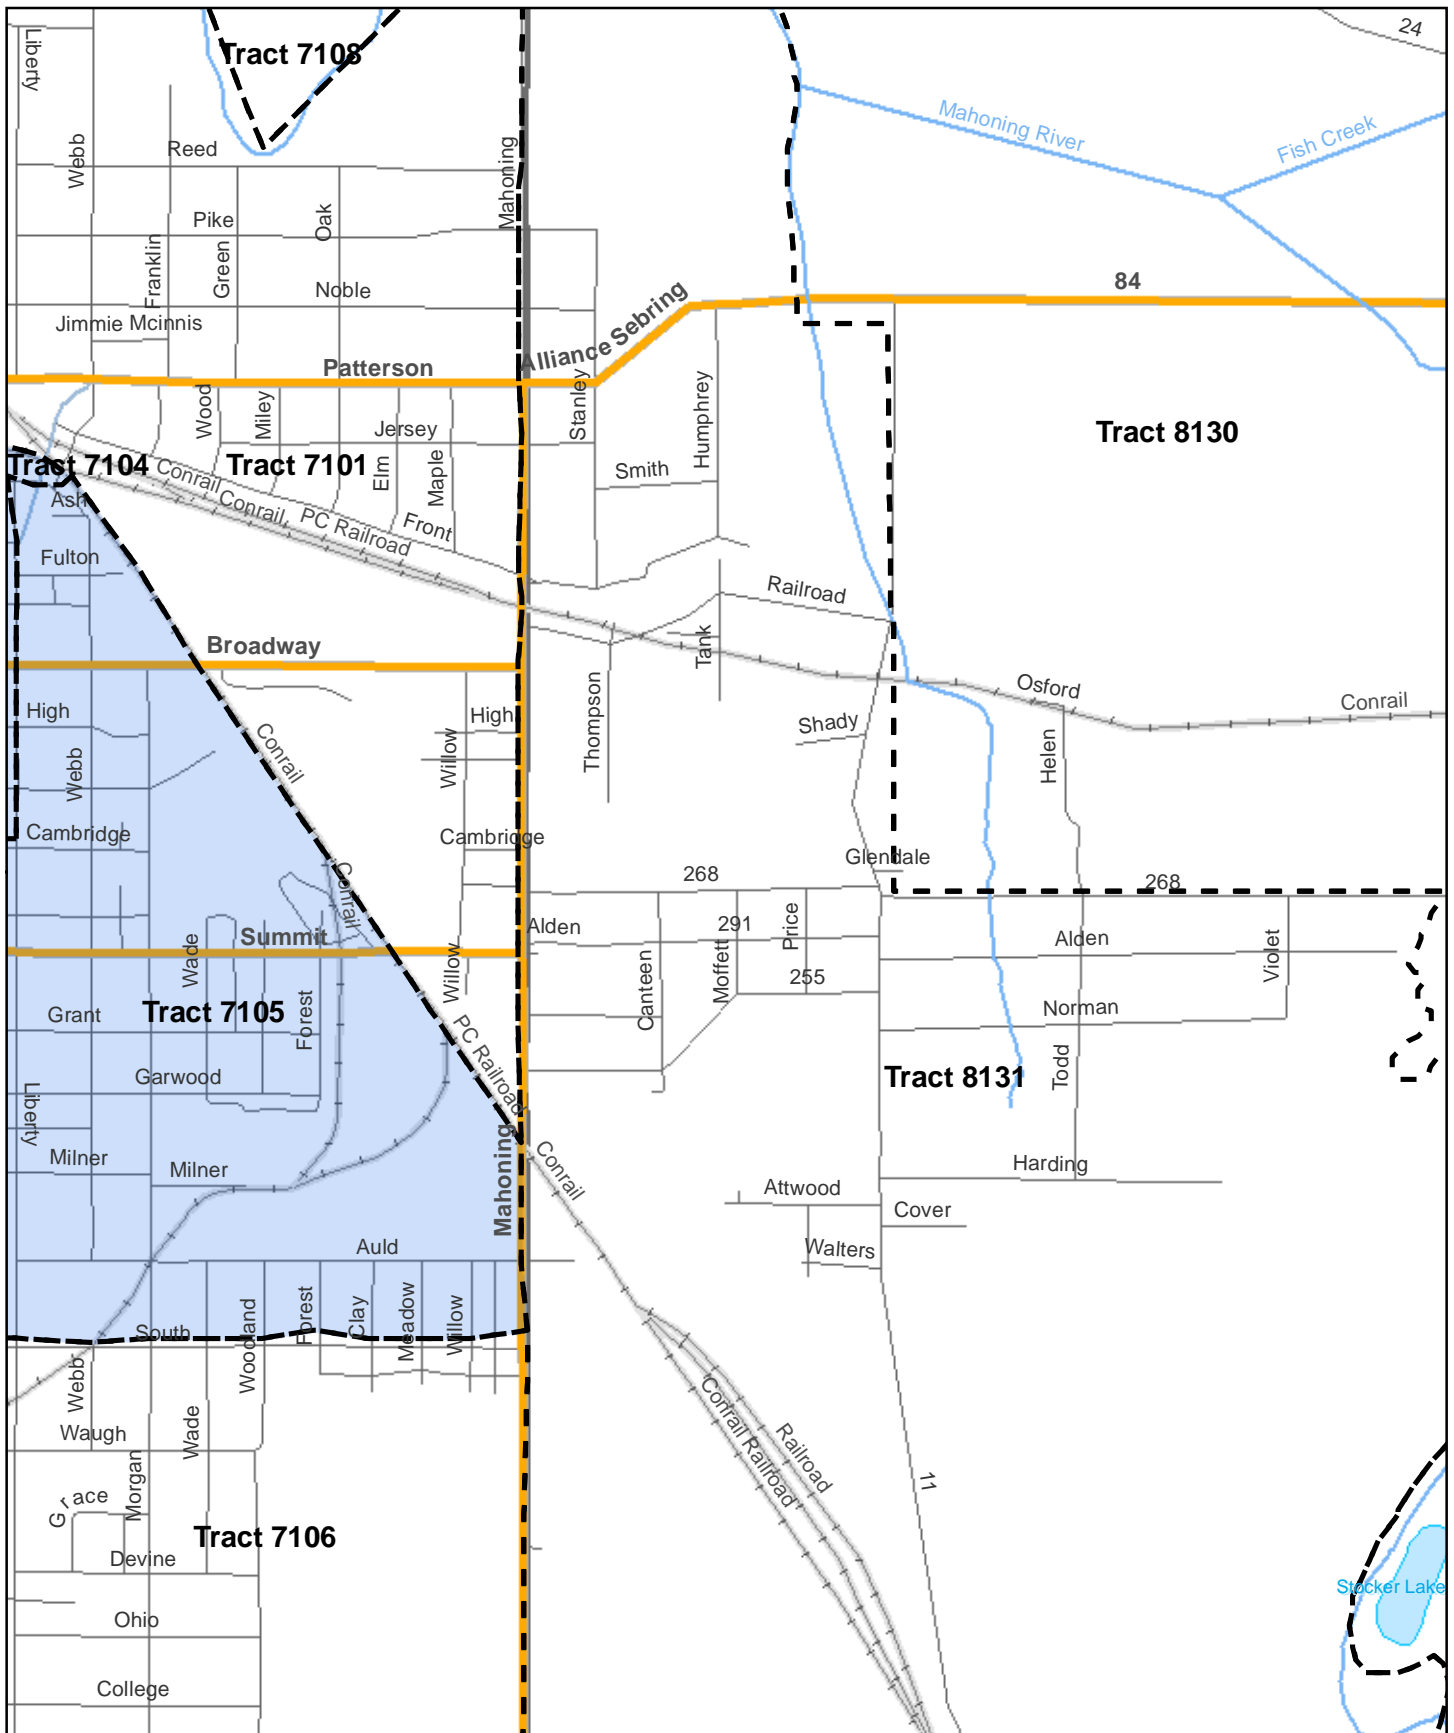 24
Liberty
Tract 7108
Mahoning River
Fish Creek
Webb
Reed
Mahoning
Pike
Oak
Franklin
Green
Noble
84
Jimmie Mcinnis
Alliance Sebring
Patterson
Wood
Miley
Jersey
Stanley
Humphrey
Tract 8130
Tract 7104
Conrail
Tract 7101
Elm
Maple
Smith
Ash
Conrail
PC Railroad
Front
Fulton
Railroad
Broadway
Tank
Osford
Conrail
High
High
Thompson
Shady
Webb
Conrail
Willow
Helen
Cambridge
Cambridge
Glendale
Conrail
268
268
Summit
Alden
291
Price
Alden
Violet
Wade
Willow
Canteen
Moffett
255
Grant
Tract 7105
Forest
PC Railroad
Norman
Garwood
Tract 8131
Todd
Liberty
Milner
Milner
Mahoning
Conrail
Attwood
Harding
Cover
Auld
Walters
South
Woodland
Forest
Clay
Meadow
Willow
Webb
Waugh
Wade
Conrail Railroad
Railroad
11
Grace
Morgan
Tract 7106
Devine
Stocker Lake
Ohio
College